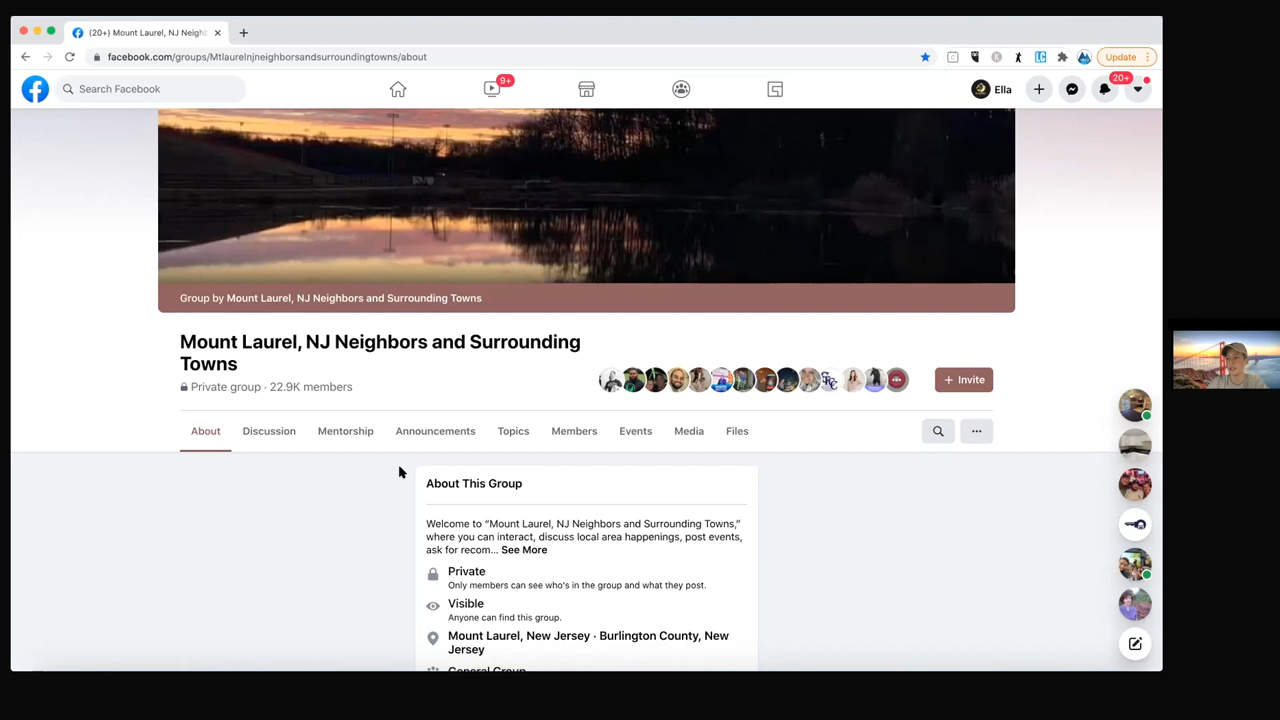 (20+) Mount Laurel, NJ Neighb
facebook.com/groups/Mtlaurelnjneighborsandsurroundingtowns/about
Update
Search Facebook
9+
Ella
20+
Group by Mount Laurel, NJ Neighbors and Surrounding Towns
Mount Laurel, NJ Neighbors and Surrounding
Towns
Private group · 22.9K members
+ Invite
About
Discussion
Mentorship
Announcements
Topics
Members
Events
Media
Files
About This Group
Welcome to “Mount Laurel, NJ Neighbors and Surrounding Towns,”
where you can interact, discuss local area happenings, post events,
ask for recom... See More
Private
Only members can see who's in the group and what they post.
Visible
Anyone can find this group.
Mount Laurel, New Jersey · Burlington County, New
Jersey
General Group